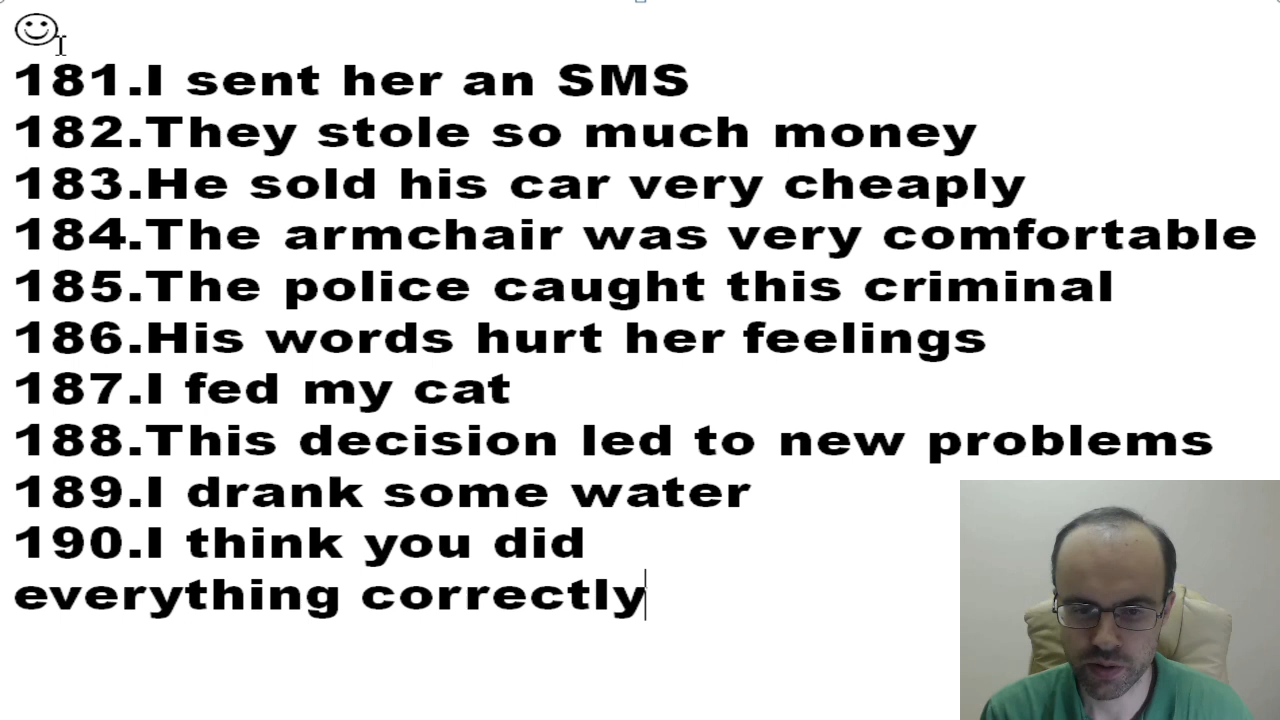 181.I sent her an SMS
182.They stole so much money
183.He sold his car very cheaply
184.The armchair was very comfortable
185.The police caught this criminal
186.His words hurt her feelings
187.I fed my cat
188.This decision led to new problems
189.I drank some water
190.I think you did
everything correctly